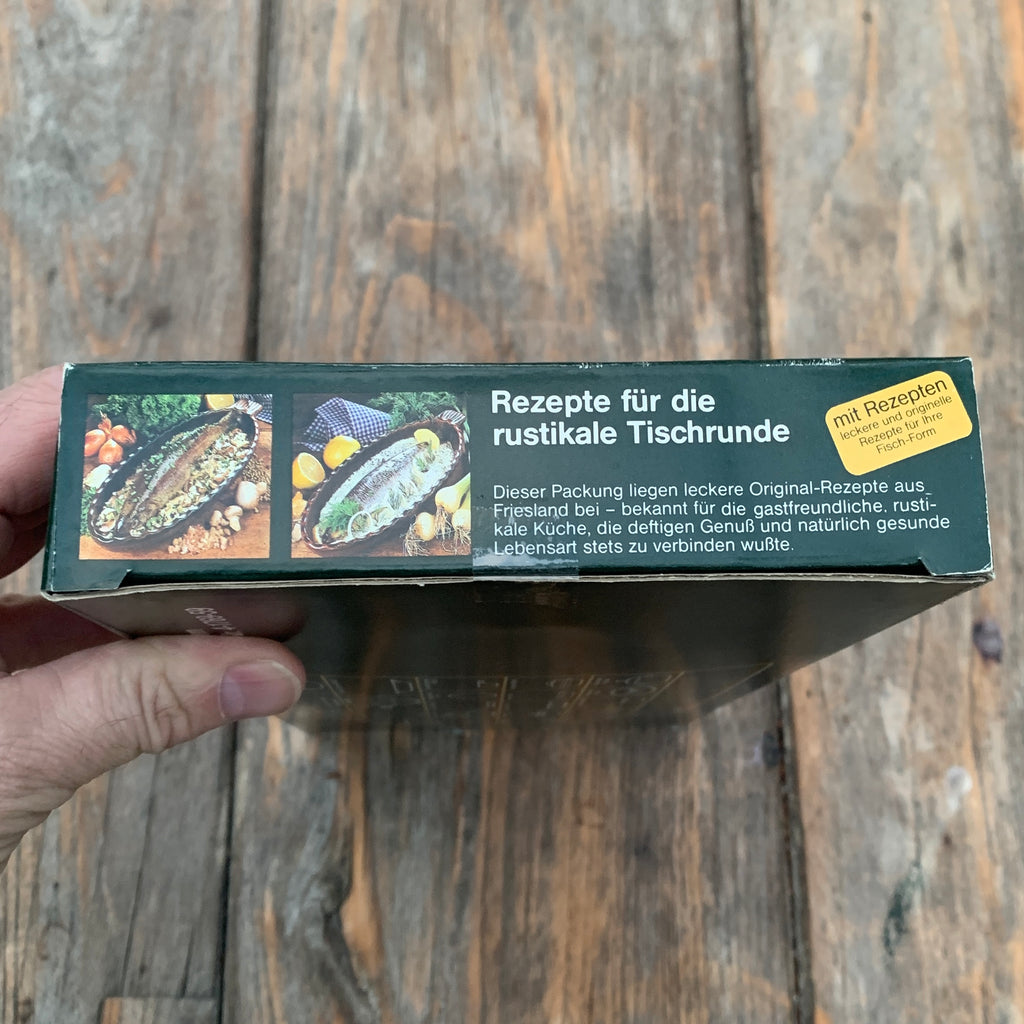 Rezepte für die
rustikale Tischrunde
Dieser Packung liegen leckere Original-Rezepte aus
Friesland bei – bekannt für die gastfreundliche. rusti-
kale Küche, die deftigen Genuß und natürlich gesunde
Lebensart stets zu verbinden wußte.
mit Rezepten
leckere und originelle
Rezepte für Ihre
Fisch-Form